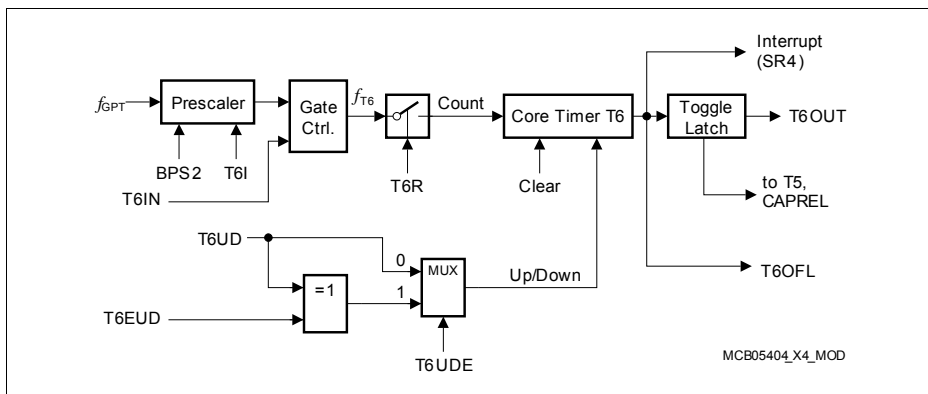 Interrupt
(SR4)
fGPT
Prescaler
Gate
Ctrl.
fT6
Count
Core Timer T6
Toggle
Latch
T6OUT
BPS2
T6I
T6IN
T6R
Clear
to T5,
CAPREL
T6UD
0
MUX
Up/Down
T6OFL
=1
1
T6EUD
T6UDE
MCB05404_X4_MOD